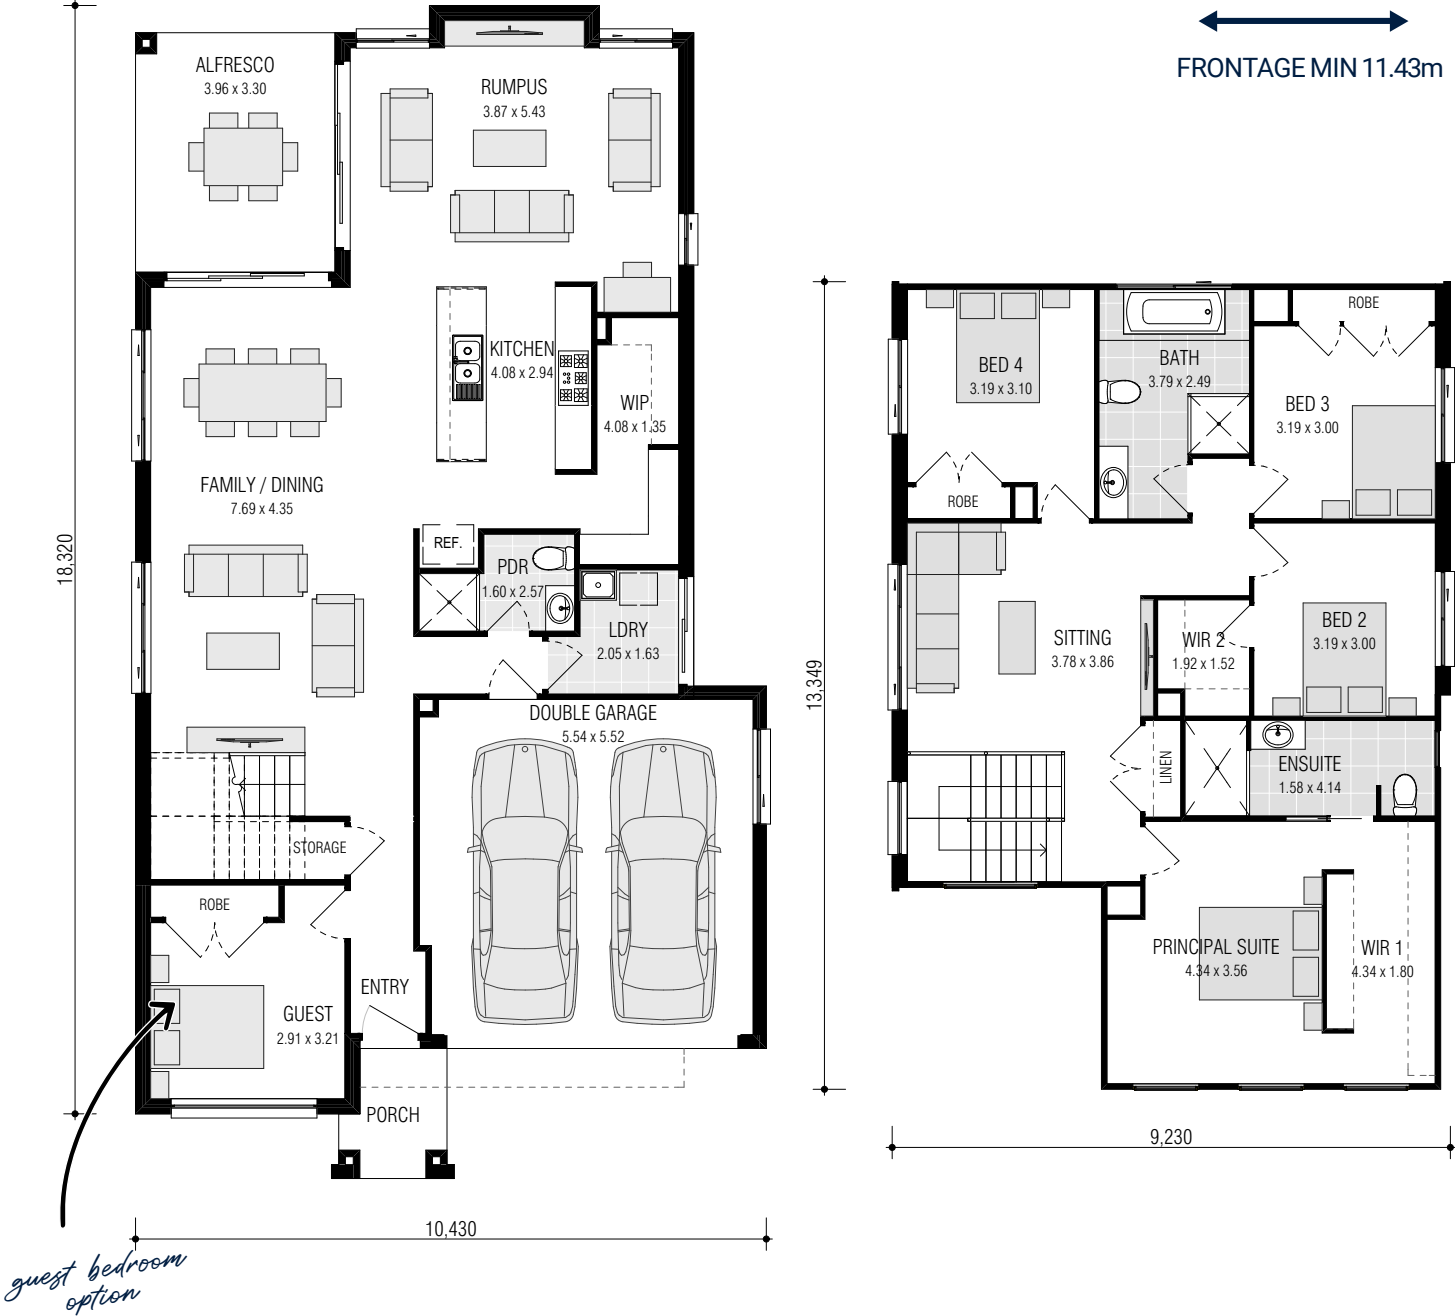 FRONTAGE MIN 11.43m
ALFRESCO
3.96 x 3.30
RUMPUS
3.87 x 5.43
KITCHEN
4.08 x 2.94
WIP
4.08 x 1.35
FAMILY / DINING
7.69 x 4.35
REF.
PDR
1.60 x 2.57
LDRY
2.05 x 1.63
DOUBLE GARAGE
5.54 x 5.52
STORAGE
ROBE
GUEST
2.91 x 3.21
ENTRY
PORCH
18,320
10,430
guest bedroom
option
ROBE
BED 4
3.19 x 3.10
BATH
3.79 x 2.49
BED 3
3.19 x 3.00
ROBE
SITTING
3.78 x 3.86
WIR 2
1.92 x 1.52
BED 2
3.19 x 3.00
LINEN
ENSUITE
1.58 x 4.14
PRINCIPAL SUITE
4.34 x 3.56
WIR 1
4.34 x 1.80
13,349
9,230